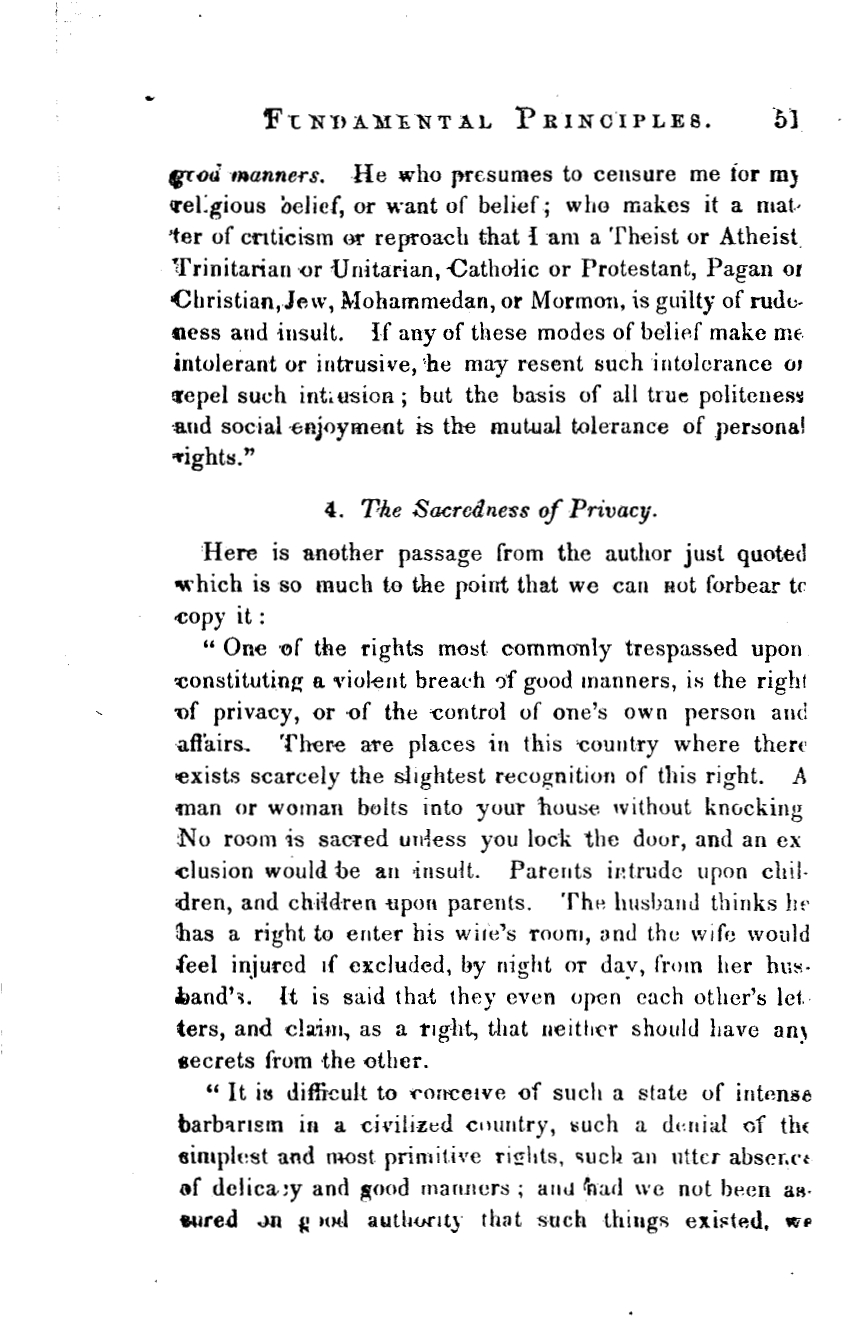 FUNDAMENTAL PRINCIPLES. 51
good manners. He who presumes to censure me for my
religious belief, or want of belief; who makes it a mat-
ter of criticism or reproach that I am a Theist or Atheist
Trinitarian or Unitarian, Catholic or Protestant, Pagan or
Christian, Jew, Mohammedan, or Mormon, is guilty of rude-
ness and insult. If any of these modes of belief make me
intolerant or intrusive, he may resent such intolerance or
repel such intrusion; but the basis of all true politeness
and social enjoyment is the mutual tolerance of personal
rights.”
4. The Sacredness of Privacy.
Here is another passage from the author just quoted
which is so much to the point that we can not forbear to
copy it:
“ One of the rights most commonly trespassed upon
constituting a violent breach of good manners, is the right
of privacy, or of the control of one’s own person and
affairs. There are places in this country where there
exists scarcely the slightest recognition of this right. A
man or woman bolts into your house without knocking
No room is sacred unless you lock the door, and an ex
clusion would be an insult. Parents intrude upon chil-
dren, and children upon parents. The husband thinks he
has a right to enter his wife’s room, and the wife would
feel injured if excluded, by night or day, from her hus-
band’s. It is said that they even open each other’s let-
ters, and claim, as a right, that neither should have any
secrets from the other.
“ It is difficult to conceive of such a state of intense
barbarism in a civilized country, such a denial of the
simplest and most primitive rights, such an utter absence
of delicacy and good manners; and had we not been as-
sured on good authority that such things existed, we